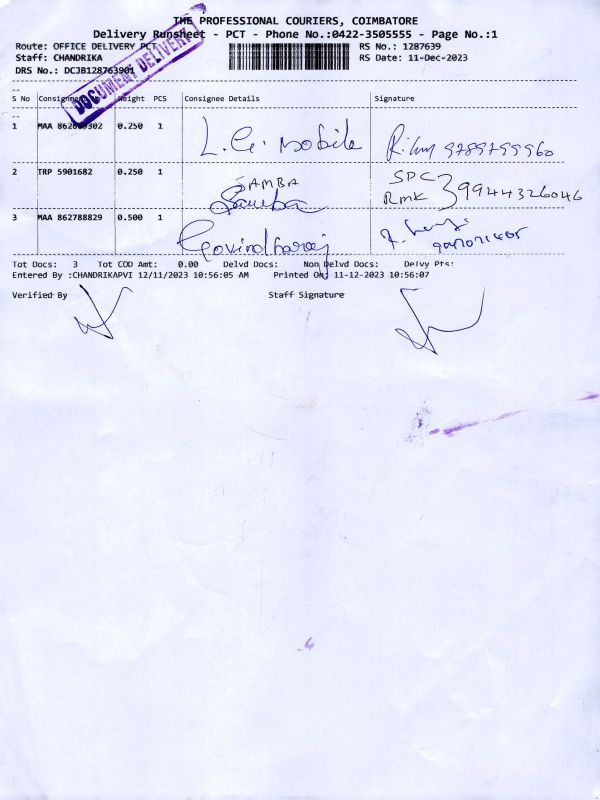 THE PROFESSIONAL COURIERS, COIMBATORE
Delivery Runsheet - PCT - Phone No.:0422-3505555 - Page No.:1
Route: OFFICE DELIVERY PCT
RS No.: 1287639
Staff: CHANDRIKA
RS Date: 11-Dec-2023
DRS No.: DCJB128763901
DOCUMENT DELIVERY
S No Weight PCS Consignee Details Signature
1 MAA 0.250 1 L.G. Mobile
2 TRP 5901682 0.250 1 SAMBA SPC
Samba RMK 9944326046
3 MAA 862788829 0.500 1 Govindharaj
Tot Docs: 3 Tot COD Amt: 0.00 Delvd Docs: Non Delvd Docs: Delvy Pts:
Entered By :CHANDRIKAPVI 12/11/2023 10:56:05 AM Printed On: 11-12-2023 10:56:07
Verified By Staff Signature